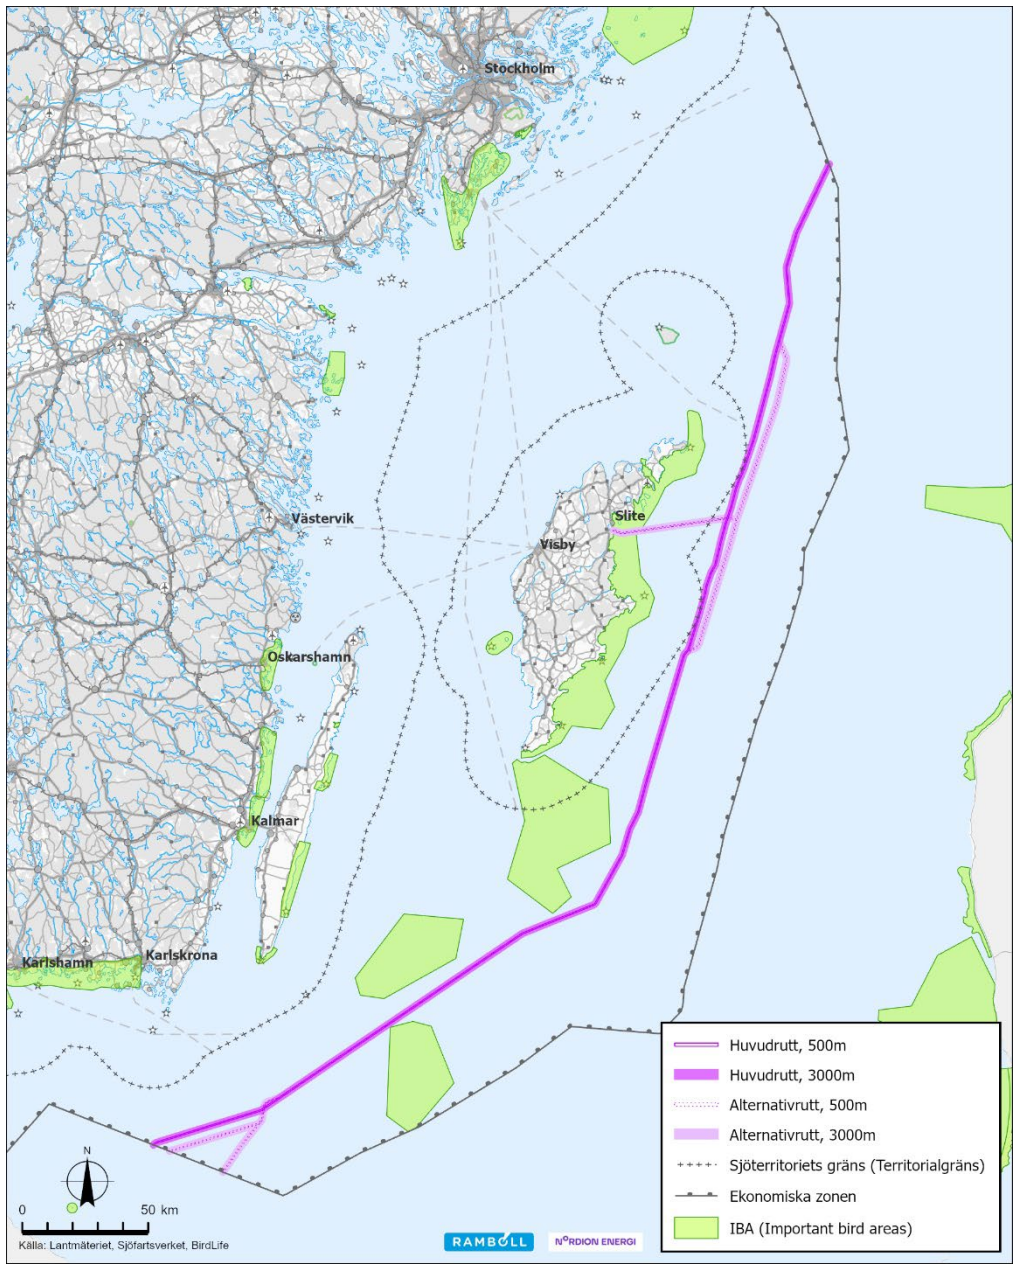 Stockholm
Västervik
Slite
Visby
Oskarshamn
Kalmar
Karlskrona
Karlshamn
Huvudrutt, 500m
Huvudrutt, 3000m
Alternativrutt, 500m
Alternativrutt, 3000m
Sjöterritoriets gräns (Territorialgräns)
Ekonomiska zonen
IBA (Important bird areas)
N
0 50 km
Källa: Lantmäteriet, Sjöfartsverket, BirdLife
RAMBOLL
NORDION ENERGI